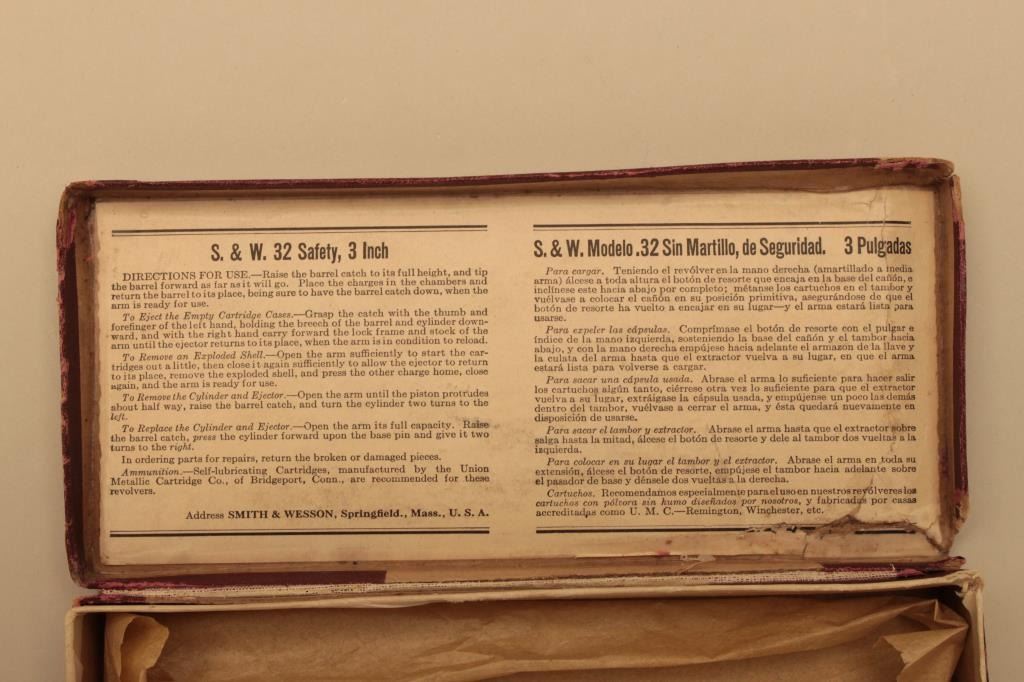 S. & W. 32 Safety, 3 Inch
DIRECTIONS FOR USE.—Raise the barrel catch to its full height, and tip
the barrel forward as far as it will go. Place the charges in the chambers and
return the barrel to its place, being sure to have the barrel catch down, when the
arm is ready for use.
To Eject the Empty Cartridge Cases.—Grasp the catch with the thumb and
forefinger of the left hand, holding the breech of the barrel and cylinder down-
ward, and with the right hand carry forward the lock frame and stock of the
arm until the ejector returns to its place, when the arm is in condition to reload.
To Remove an Exploded Shell.—Open the arm sufficiently to start the car-
tridges out a little, then close it again sufficiently to allow the ejector to return
to its place, remove the exploded shell, and press the other charge home, close
again, and the arm is ready for use.
To Remove the Cylinder and Ejector.—Open the arm until the piston protrudes
about half way, raise the barrel catch, and turn the cylinder two turns to the
left.
To Replace the Cylinder and Ejector.—Open the arm its full capacity. Raise
the barrel catch, press the cylinder forward upon the base pin and give it two
turns to the right.
In ordering parts for repairs, return the broken or damaged pieces.
Ammunition.—Self-lubricating Cartridges, manufactured by the Union
Metallic Cartridge Co., of Bridgeport, Conn., are recommended for these
revolvers.
Address SMITH & WESSON, Springfield., Mass., U. S. A.
S. & W. Modelo .32 Sin Martillo, de Seguridad. 3 Pulgadas
Para cargar. Teniendo el revólver en la mano derecha (amartillado a media
arma) álcese a toda altura el botón de resorte que encaja en la base del cañón, e
inclínese este hacia abajo por completo; métanse los cartuchos en el tambor y
vuélvase a colocar el cañón en su posición primitiva, asegurándose de que el
botón de resorte ha vuelto a encajar en su lugar—y el arma estará lista para
usarse.
Para expeler las cápsulas. Comprímase el botón de resorte con el pulgar e
índice de la mano izquierda, sosteniendo la base del cañón y el tambor hacia
abajo, y con la mano derecha empújese hacia adelante el armazón de la llave y
la culata del arma hasta que el extractor vuelva a su lugar, en que el arma
estará lista para volverse a cargar.
Para sacar una cápsula usada. Abrase el arma lo suficiente para hacer salir
los cartuchos algún tanto, ciérrese otra vez lo suficiente para que el extractor
vuelva a su lugar, extráigase la cápsula usada, y empújense un poco las demás
dentro del tambor, vuélvase a cerrar el arma, y ésta quedará nuevamente en
disposición de usarse.
Para sacar el tambor y extractor. Abrase el arma hasta que el extractor sobre
salga hasta la mitad, álcese el botón de resorte y dele al tambor dos vueltas a la
izquierda.
Para colocar en su lugar el tambor y el extractor. Abrase el arma en toda su
extensión, álcese el botón de resorte, empújese el tambor hacia adelante sobre
el pasador de base y dénsele dos vueltas a la derecha.
Cartuchos. Recomendamos especialmente para el uso en nuestros revólveres los
cartuchos con pólvora sin humo diseñados por nosotros, y fabricados por casas
accreditadas como U. M. C.—Remington, Winchester, etc.